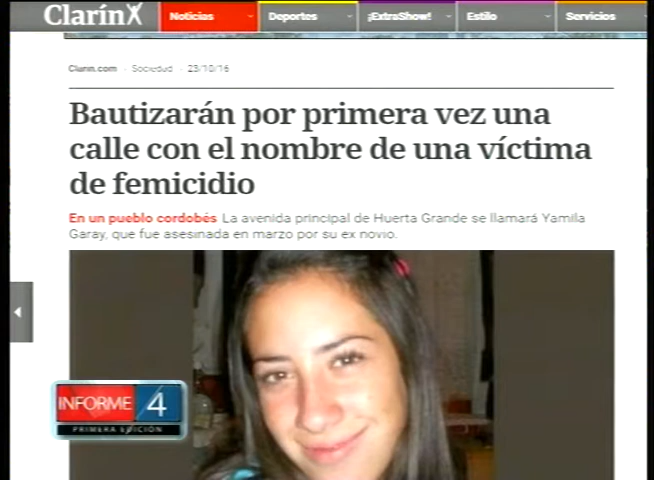 Clarín
Noticias Deportes ¡ExtraShow! Estilo Servicios
Clarin.com · Sociedad · 23/10/16
Bautizarán por primera vez una
calle con el nombre de una víctima
de femicidio
En un pueblo cordobés La avenida principal de Huerta Grande se llamará Yamila
Garay, que fue asesinada en marzo por su ex novio.
INFORME 4
PRIMERA EDICIÓN